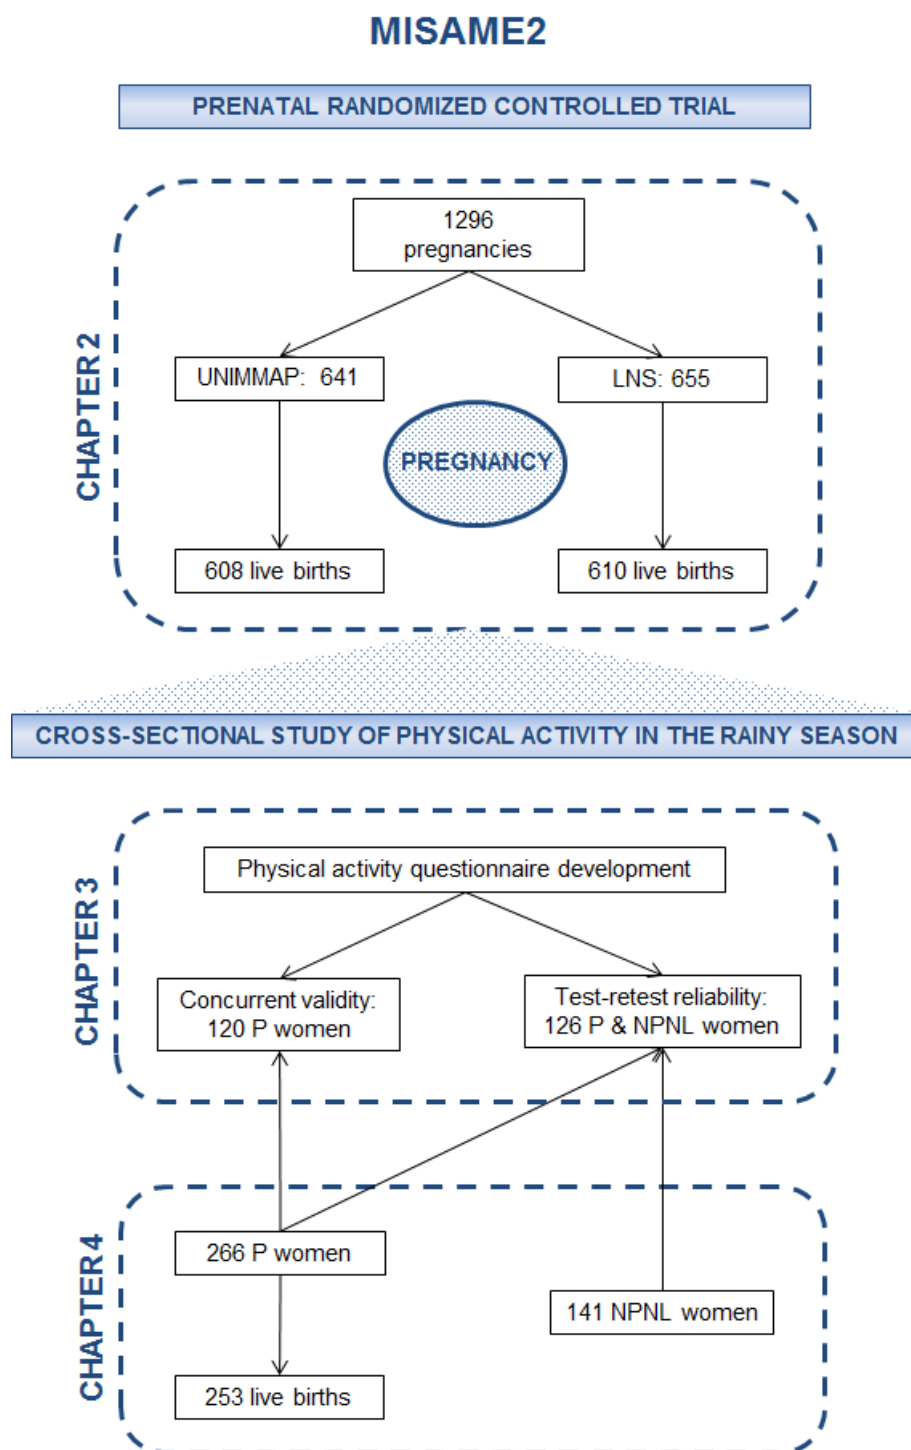 MISAME2
PRENATAL RANDOMIZED CONTROLLED TRIAL
CHAPTER 2
1296
pregnancies
UNIMMAP: 641
LNS: 655
PREGNANCY
608 live births
610 live births
CROSS-SECTIONAL STUDY OF PHYSICAL ACTIVITY IN THE RAINY SEASON
CHAPTER 3
Physical activity questionnaire development
Concurrent validity:
120 P women
Test-retest reliability:
126 P & NPNL women
CHAPTER 4
266 P women
141 NPNL women
253 live births